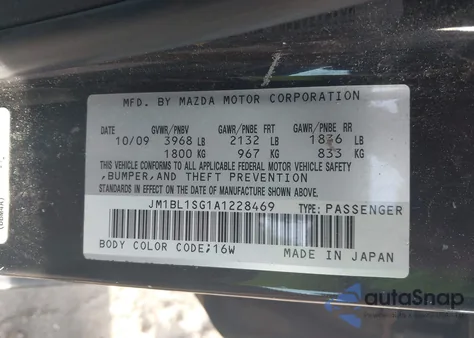 MFD. BY MAZDA MOTOR CORPORATION
GVWR/PNBV GAWR/PNBE FRT GAWR/PNBE RR
10/09 3968 LB 2132 LB 1836 LB
1800 KG 967 KG 833 KG
THIS VEHICLE CONFORMS TO ALL APPLICABLE FEDERAL MOTOR VEHICLE SAFETY
,BUMPER,AND THEFT PREVENTION
STANDARDS IN EFFECT ON THE DATE OF MANUFACTURE SHOWN ABOVE.
JM1BL1SG1A1228469 TYPE: PASSENGER
BODY COLOR CODE;16W MADE IN JAPAN
autoSnap